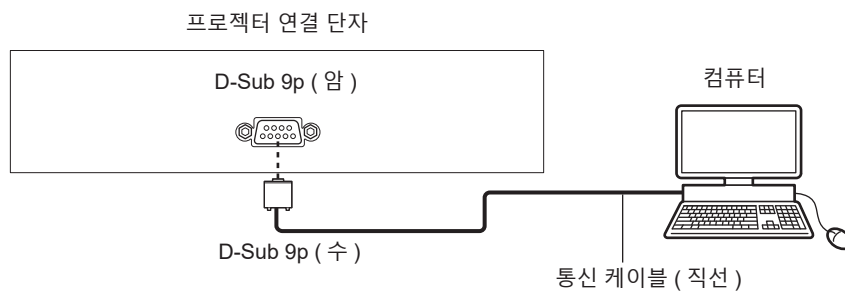 프로젝터 연결 단자
D-Sub 9p ( 암 )
컴퓨터
D-Sub 9p ( 수 )
통신 케이블 ( 직선 )